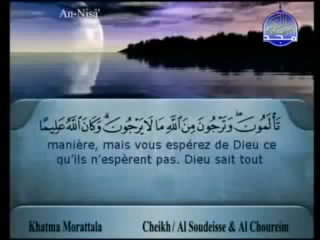 An-Nisâ'
المجد
تَأْلَمُونَ ۖ وَتَرْجُونَ مِنَ اللَّهِ مَا لَا يَرْجُونَ ۗ وَكَانَ اللَّهُ عَلِيمًا
manière, mais vous espérez de Dieu ce
qu'ils n'espèrent pas. Dieu sait tout
Khatma Morattala
Cheikh / Al Soudeisse & Al Choureim